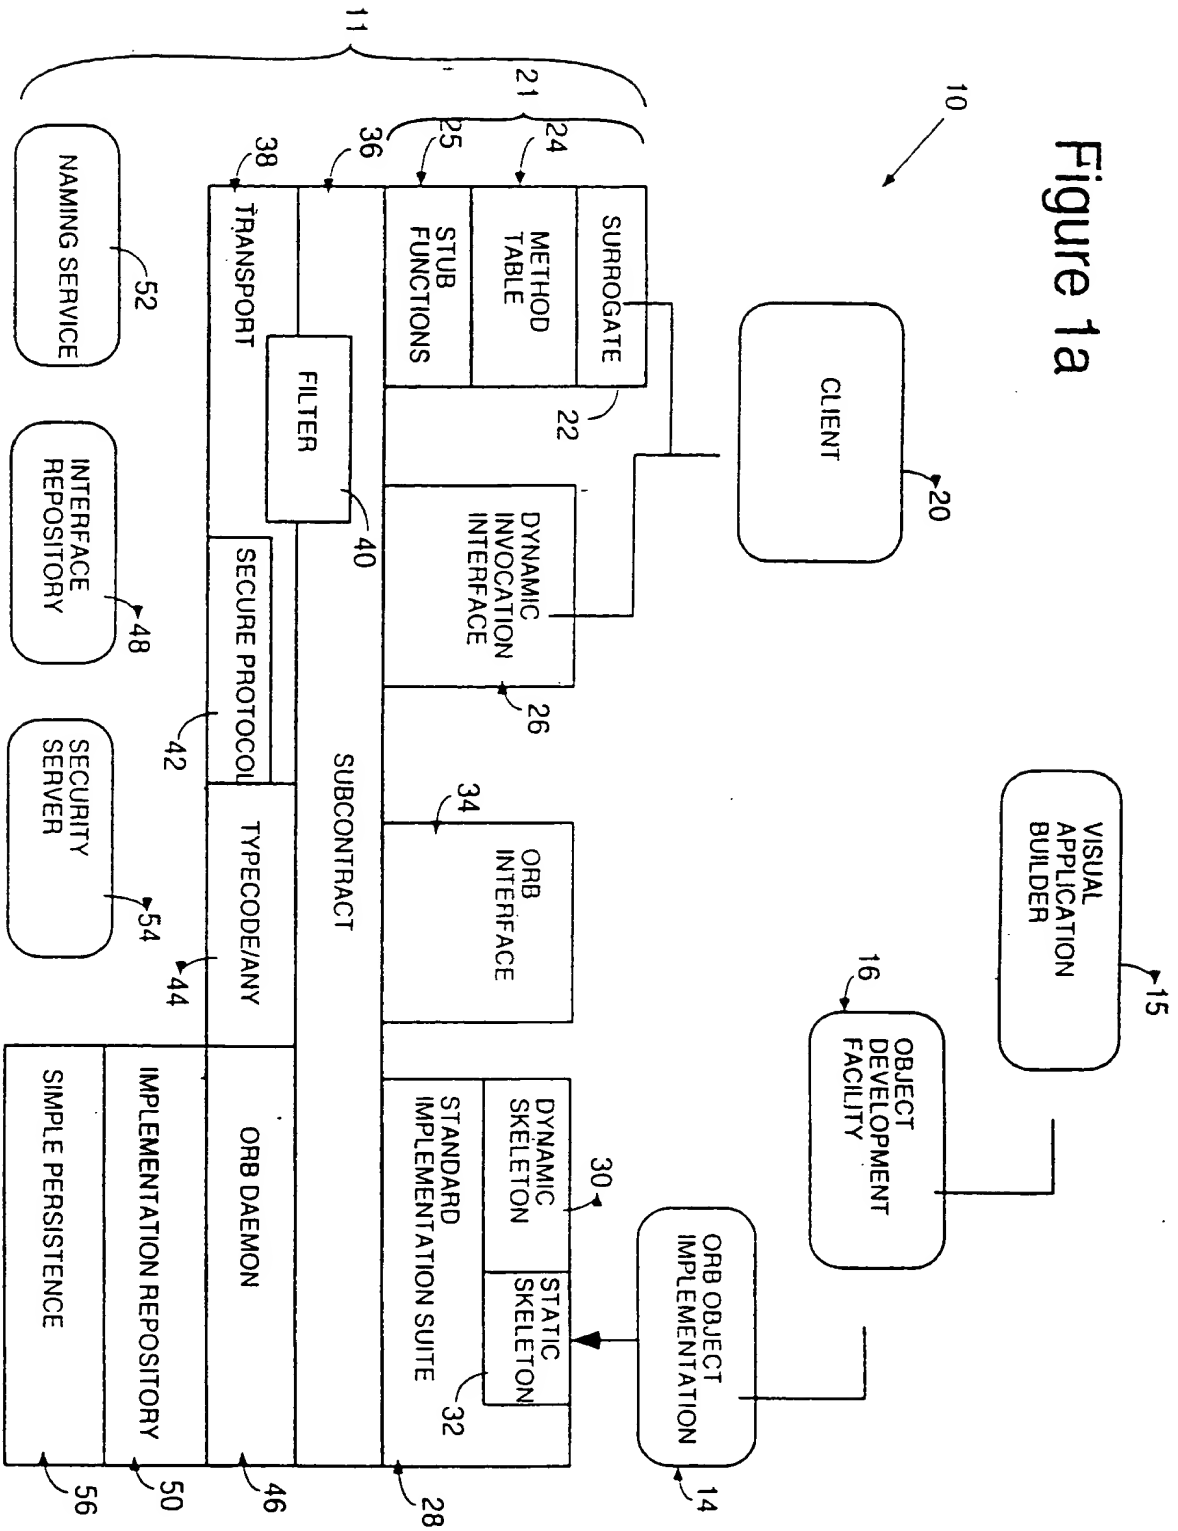 Figure 1a
10
11
21
CLIENT
20
VISUAL
APPLICATION
BUILDER
15
OBJECT
DEVELOPMENT
FACILITY
16
ORB OBJECT
IMPLEMENTATION
14
SURROGATE
22
METHOD
TABLE
24
STUB
FUNCTIONS
25
DYNAMIC
INVOCATION
INTERFACE
26
ORB
INTERFACE
34
DYNAMIC
SKELETON
30
STATIC
SKELETON
32
STANDARD
IMPLEMENTATION SUITE
28
36
SUBCONTRACT
FILTER
40
38
TRANSPORT
SECURE PROTOCOL
42
TYPECODE/ANY
44
ORB DAEMON
46
IMPLEMENTATION REPOSITORY
50
SIMPLE PERSISTENCE
56
NAMING SERVICE
52
INTERFACE
REPOSITORY
48
SECURITY
SERVER
54